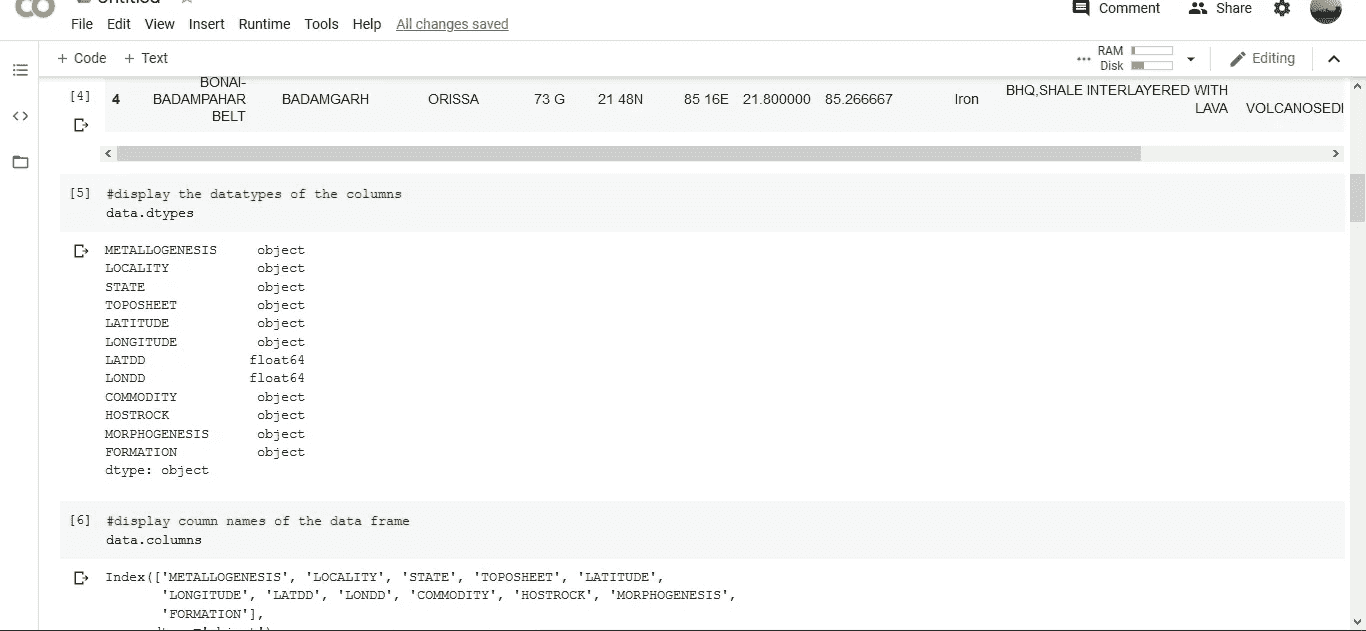 Untitled
File Edit View Insert Runtime Tools Help All changes saved
Comment Share
+ Code + Text
RAM
Disk
Editing
[4] 4 BONAI-BADAMPAHAR BELT BADAMGARH ORISSA 73 G 21 48N 85 16E 21.800000 85.266667 Iron BHQ,SHALE INTERLAYERED WITH LAVA VOLCANOSEDI
[5] #display the datatypes of the columns
data.dtypes
METALLOGENESIS object
LOCALITY object
STATE object
TOPOSHEET object
LATITUDE object
LONGITUDE object
LATDD float64
LONDD float64
COMMODITY object
HOSTROCK object
MORPHOGENESIS object
FORMATION object
dtype: object
[6] #display coumn names of the data frame
data.columns
Index(['METALLOGENESIS', 'LOCALITY', 'STATE', 'TOPOSHEET', 'LATITUDE',
'LONGITUDE', 'LATDD', 'LONDD', 'COMMODITY', 'HOSTROCK', 'MORPHOGENESIS',
'FORMATION'],